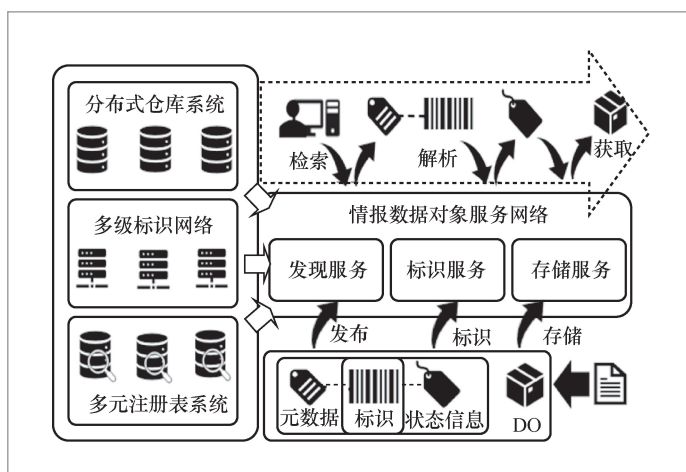 分布式仓库系统
多级标识网络
多元注册表系统
检索
解析
获取
情报数据对象服务网络
发现服务
标识服务
存储服务
发布
标识
存储
元数据
标识
状态信息
DO